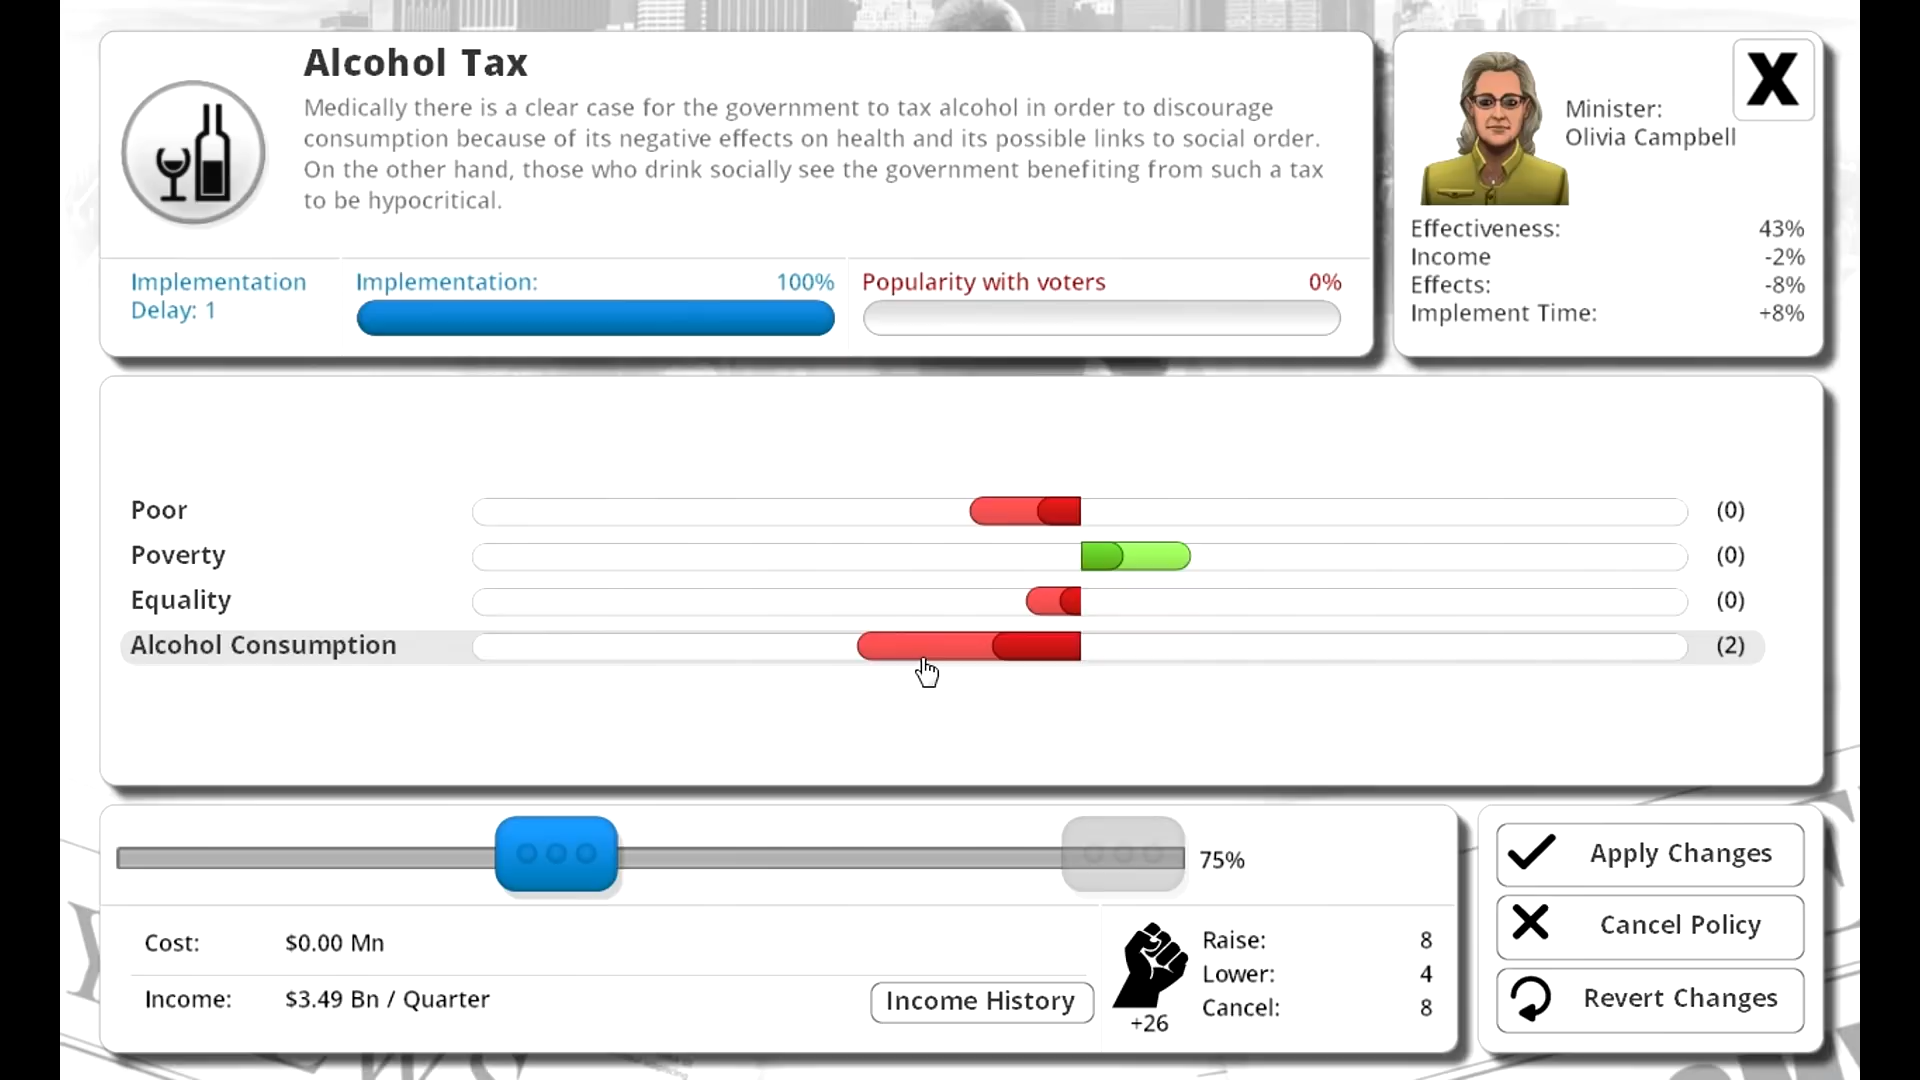 Alcohol Tax
Medically there is a clear case for the government to tax alcohol in order to discourage
consumption because of its negative effects on health and its possible links to social order.
On the other hand, those who drink socially see the government benefiting from such a tax
to be hypocritical.
Implementation
Delay: 1
Implementation: 100%
Popularity with voters 0%
X
Minister:
Olivia Campbell
Effectiveness: 43%
Income -2%
Effects: -8%
Implement Time: +8%
Poor (0)
Poverty (0)
Equality (0)
Alcohol Consumption (2)
75%
Cost: $0.00 Mn
Income: $3.49 Bn / Quarter
Income History
+26
Raise: 8
Lower: 4
Cancel: 8
Apply Changes
Cancel Policy
Revert Changes